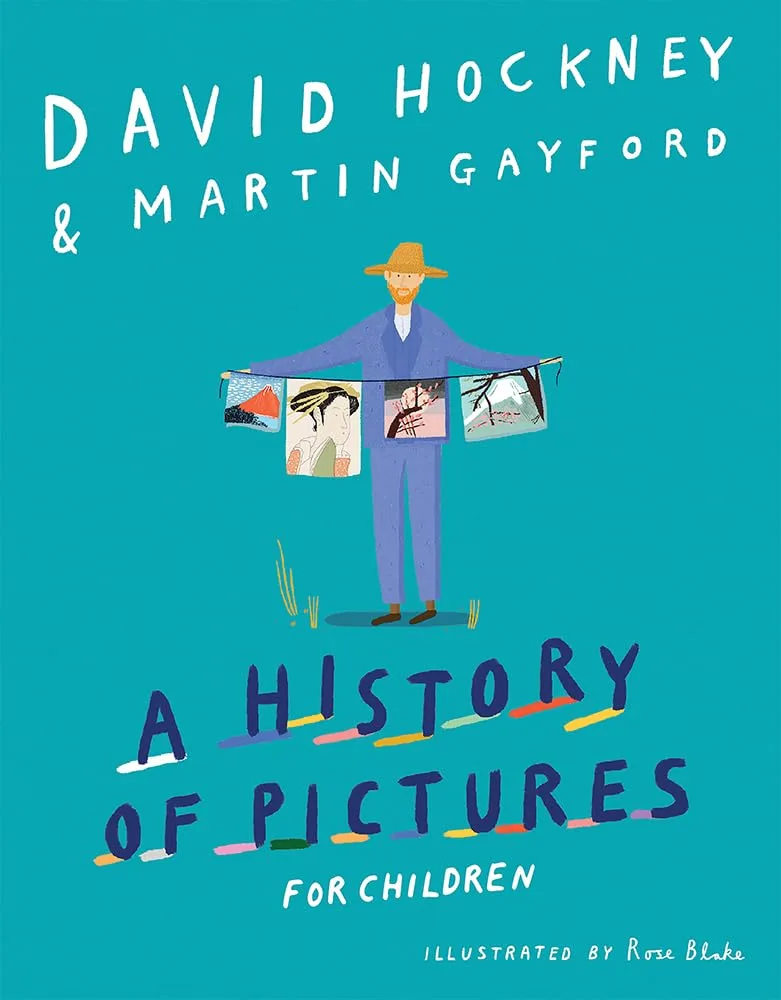 DAVID HOCKNEY
& MARTIN GAYFORD
A HISTORY
OF PICTURES
FOR CHILDREN
ILLUSTRATED BY Rose Blake